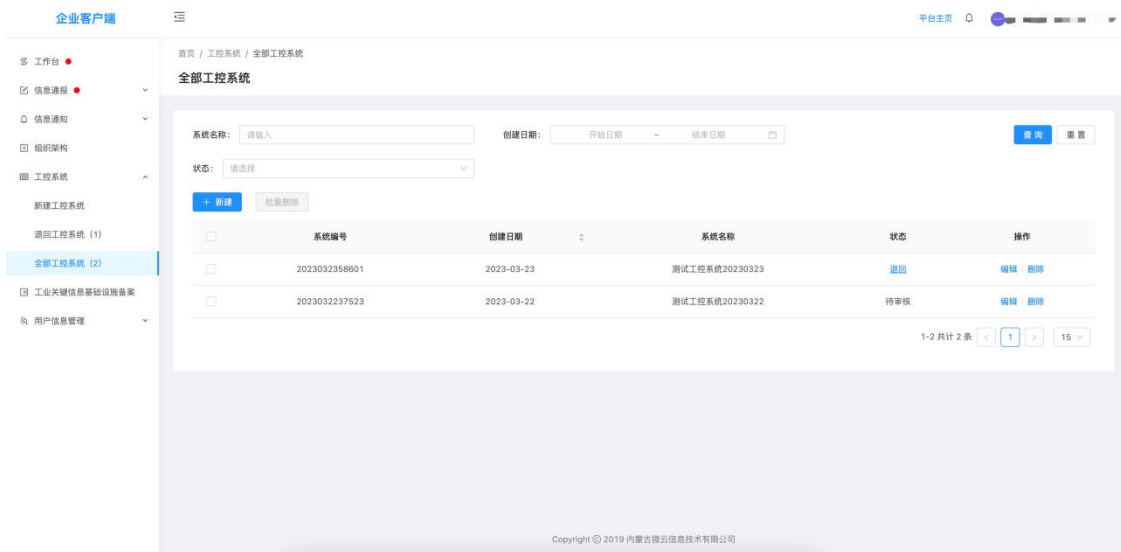 企业客户端
平台主页
工作台
信息通报
信息通知
组织架构
工控系统
新建工控系统
退回工控系统（1）
全部工控系统（2）
工业关键信息基础设施备案
用户信息管理
首页 / 工控系统 / 全部工控系统
全部工控系统
系统名称： 请输入 创建日期： 开始日期 ~ 结束日期 查询 重置
状态： 请选择
+ 新建 批量删除
系统编号 创建日期 系统名称 状态 操作
2023032358601 2023-03-23 测试工控系统20230323 退回 编辑 删除
2023032237523 2023-03-22 测试工控系统20230322 待审核 编辑 删除
1-2 共计 2 条 < 1 > 15
Copyright © 2019 内蒙古微云信息技术有限公司